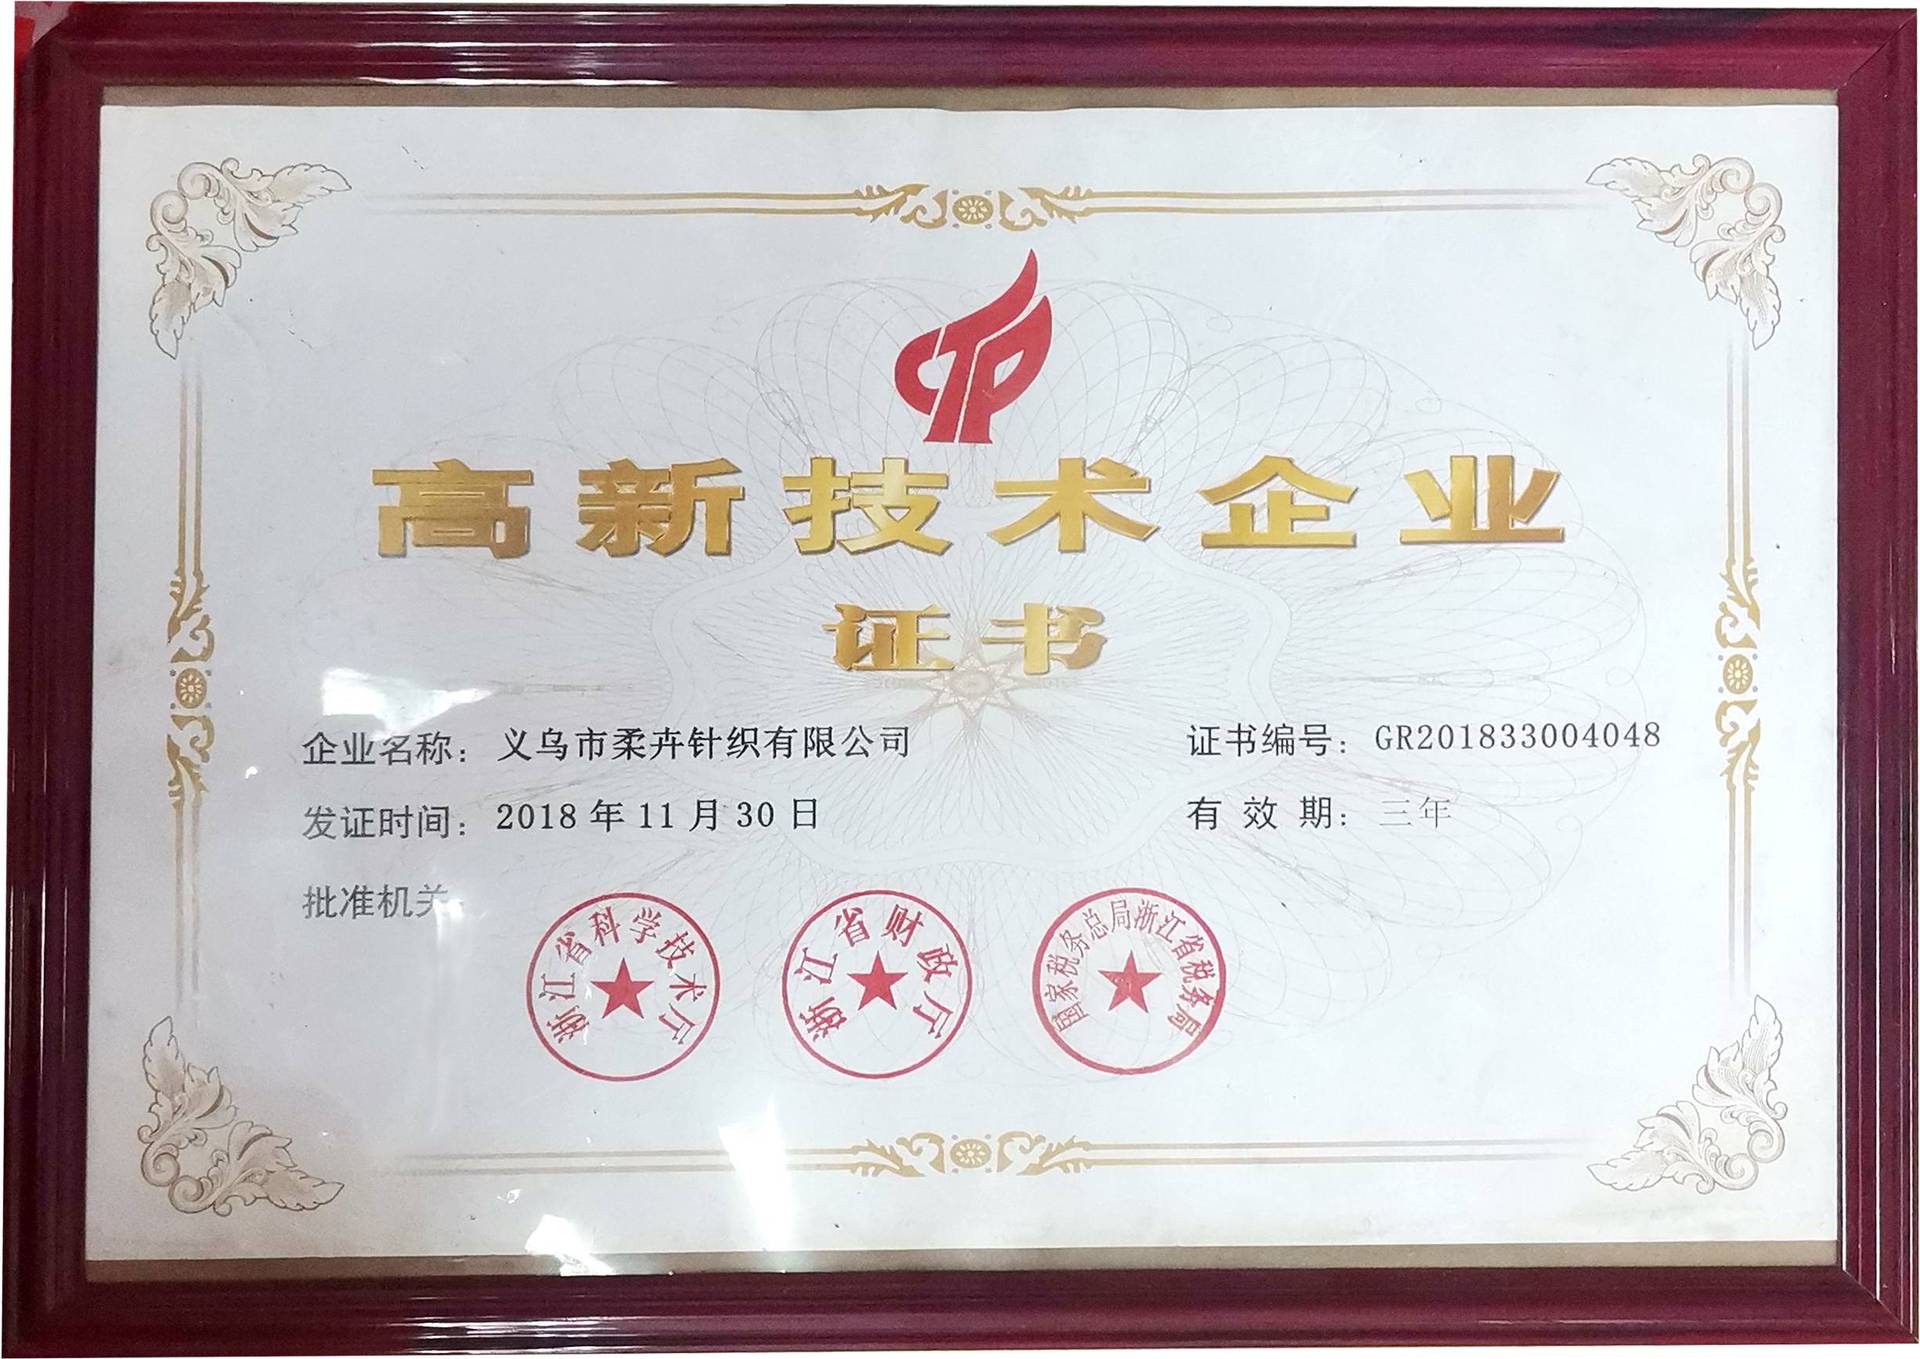 高新技术企业
证书
企业名称：义乌市柔卉针织有限公司
证书编号：GR201833004048
发证时间：2018年11月30日
有效期：三年
批准机关
浙江省科学技术厅
浙江省财政厅
国家税务总局浙江省税务局